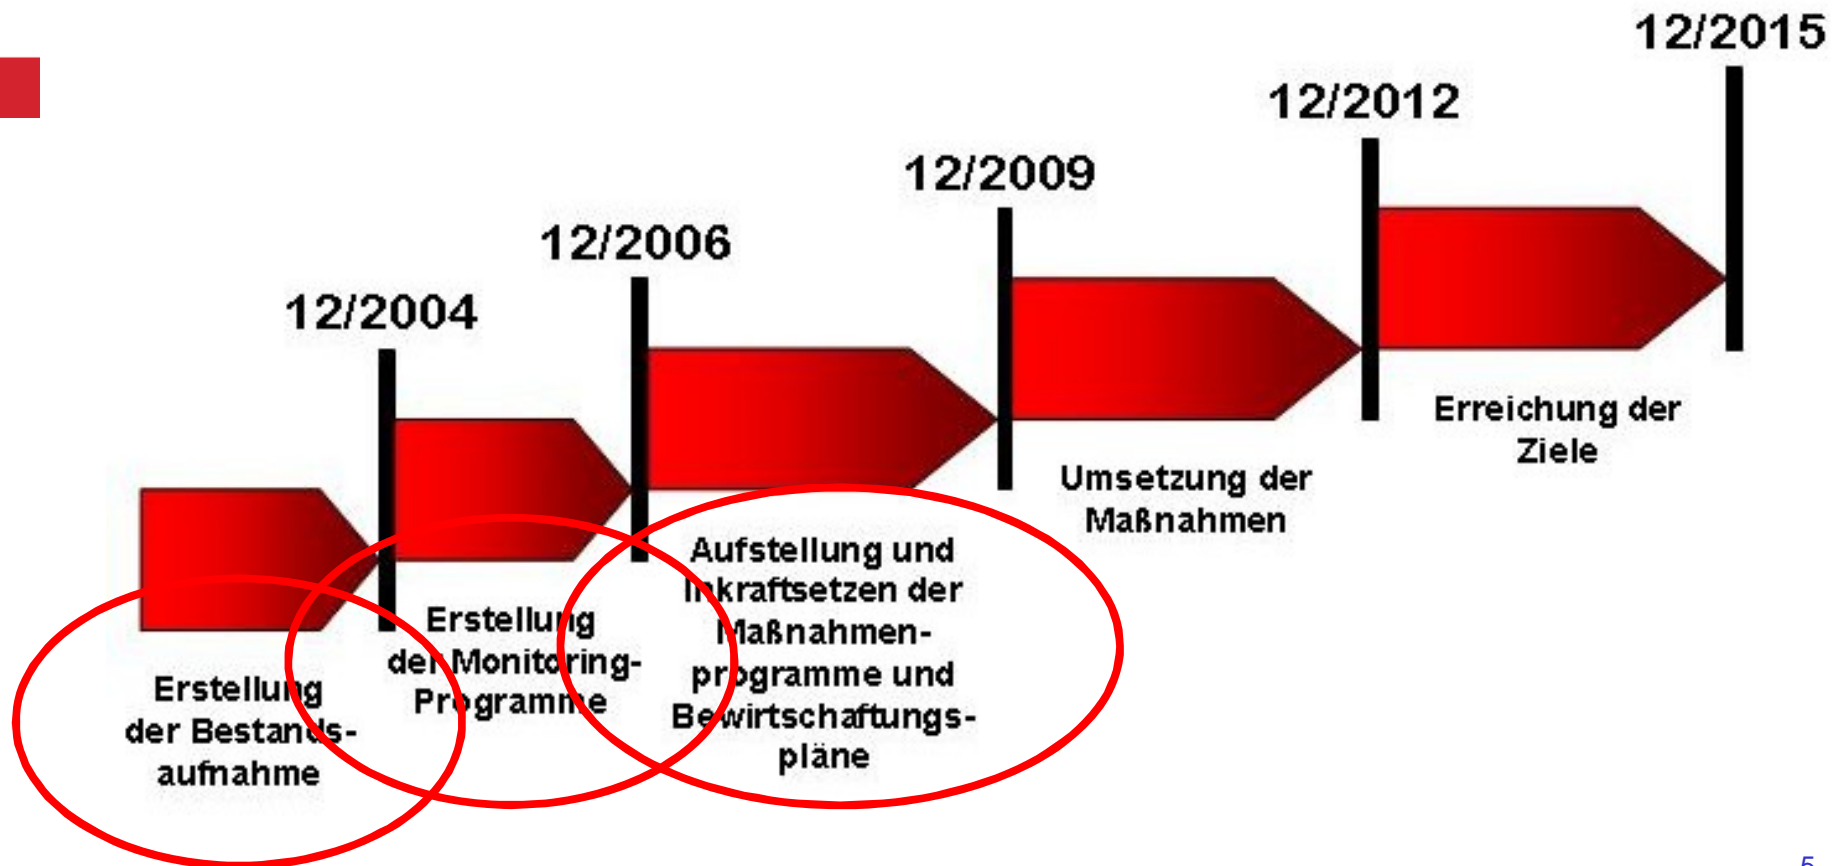 12/2015
12/2012
12/2009
12/2006
12/2004
Erreichung der
Ziele
Umsetzung der
Maßnahmen
Aufstellung und
Inkraftsetzen der
Maßnahmen-
programme und
Bewirtschaftungs-
pläne
Erstellung
der Monitoring-
Programme
Erstellung
der Bestands-
aufnahme
5